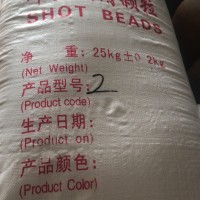 SHOT BEADS
净 重:25kg±0 2kg
(Net Weight)
产品型号: 2
(Product code)
生产日期:
(Product on)
产品颜色:
(Product Color)